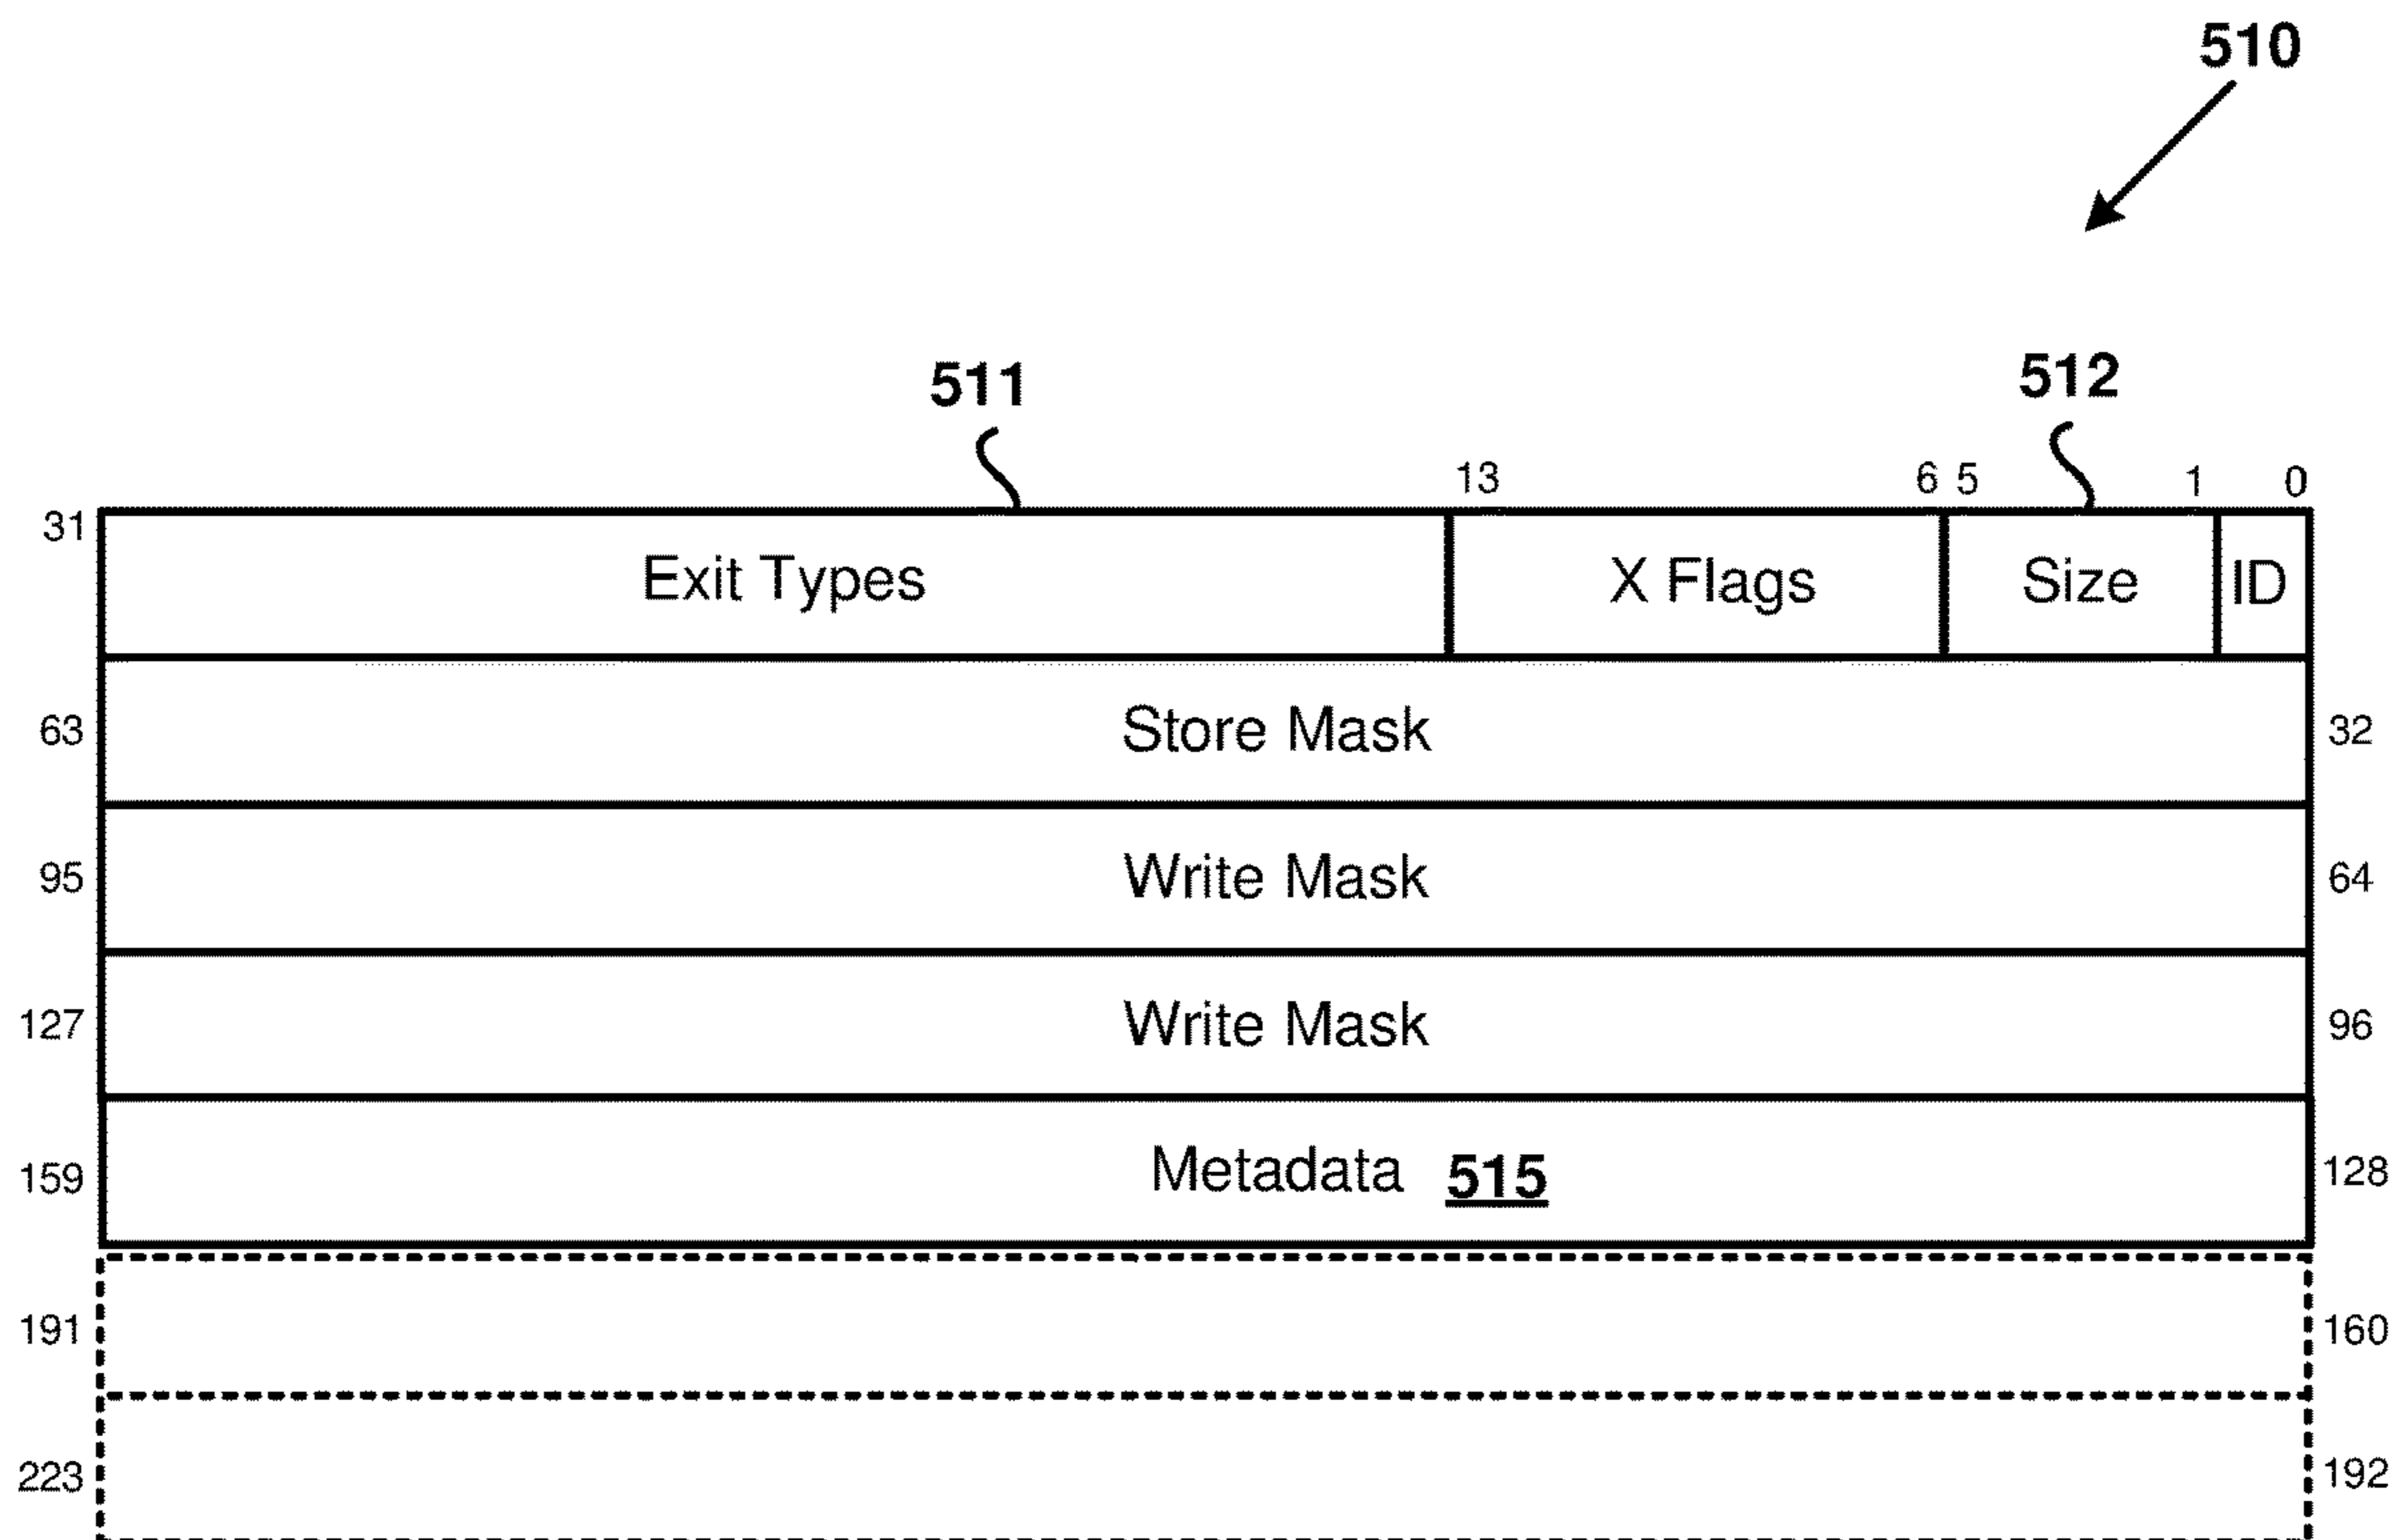 510
511
512
13 6 5 1 0
31 Exit Types X Flags Size ID
63 Store Mask 32
95 Write Mask 64
127 Write Mask 96
159 Metadata 515 128
191 160
223 192